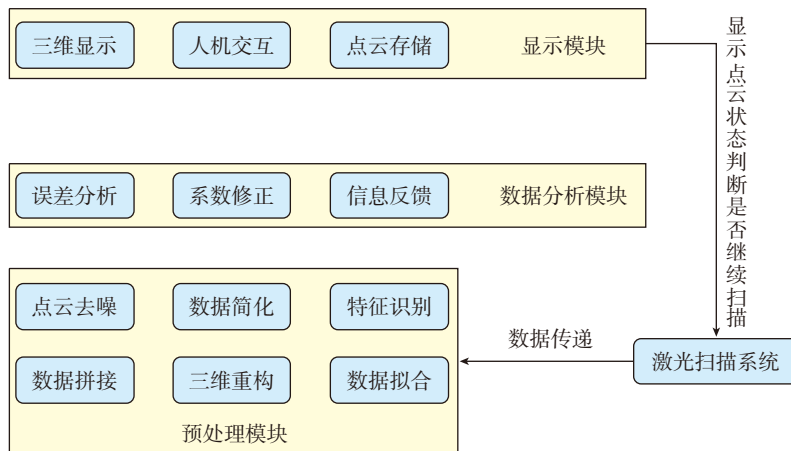 三维显示
人机交互
点云存储
显示模块
显示点云状态判断是否继续扫描
误差分析
系数修正
信息反馈
数据分析模块
点云去噪
数据简化
特征识别
数据传递
激光扫描系统
数据拼接
三维重构
数据拟合
预处理模块